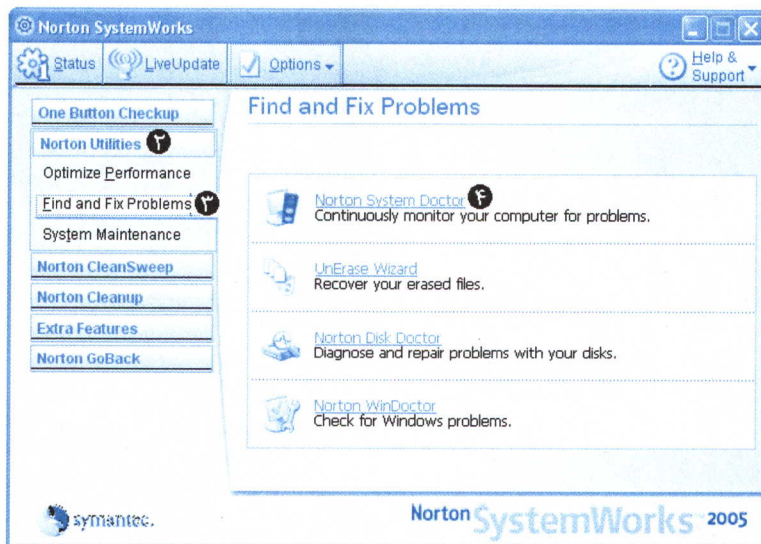 Norton SystemWorks
Status LiveUpdate Options Help & Support
One Button Checkup
Norton Utilities ۲
Optimize Performance
Find and Fix Problems ۳
System Maintenance
Norton CleanSweep
Norton Cleanup
Extra Features
Norton GoBack
Find and Fix Problems
Norton System Doctor ۴
Continuously monitor your computer for problems.
UnErase Wizard
Recover your erased files.
Norton Disk Doctor
Diagnose and repair problems with your disks.
Norton WinDoctor
Check for Windows problems.
symantec.
Norton SystemWorks 2005